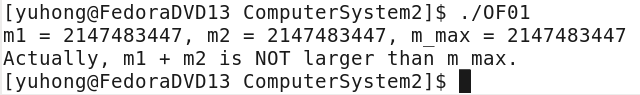 [yuhong@FedoraDVD13 ComputerSystem2]$ ./OF01
m1 = 2147483447, m2 = 2147483447, m_max = 2147483447
Actually, m1 + m2 is NOT larger than m max.
[yuhong@FedoraDVD13 ComputerSystem2]$